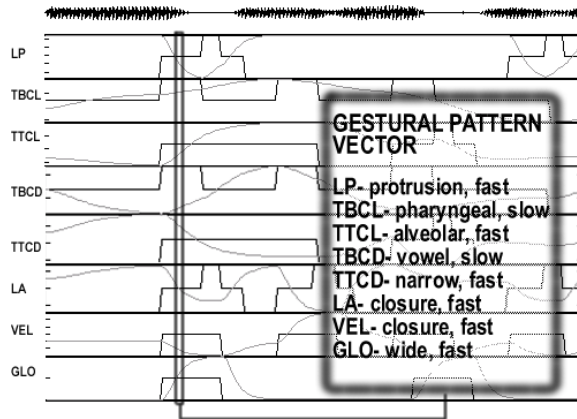 LP
TBCL
TTCL
TBCD
TTCD
LA
VEL
GLO
GESTURAL PATTERN
VECTOR
LP- protrusion, fast
TBCL- pharyngeal, slow
TTCL- alveolar, fast
TBCD- vowel, slow
TTCD- narrow, fast
LA- closure, fast
VEL- closure, fast
GLO- wide, fast